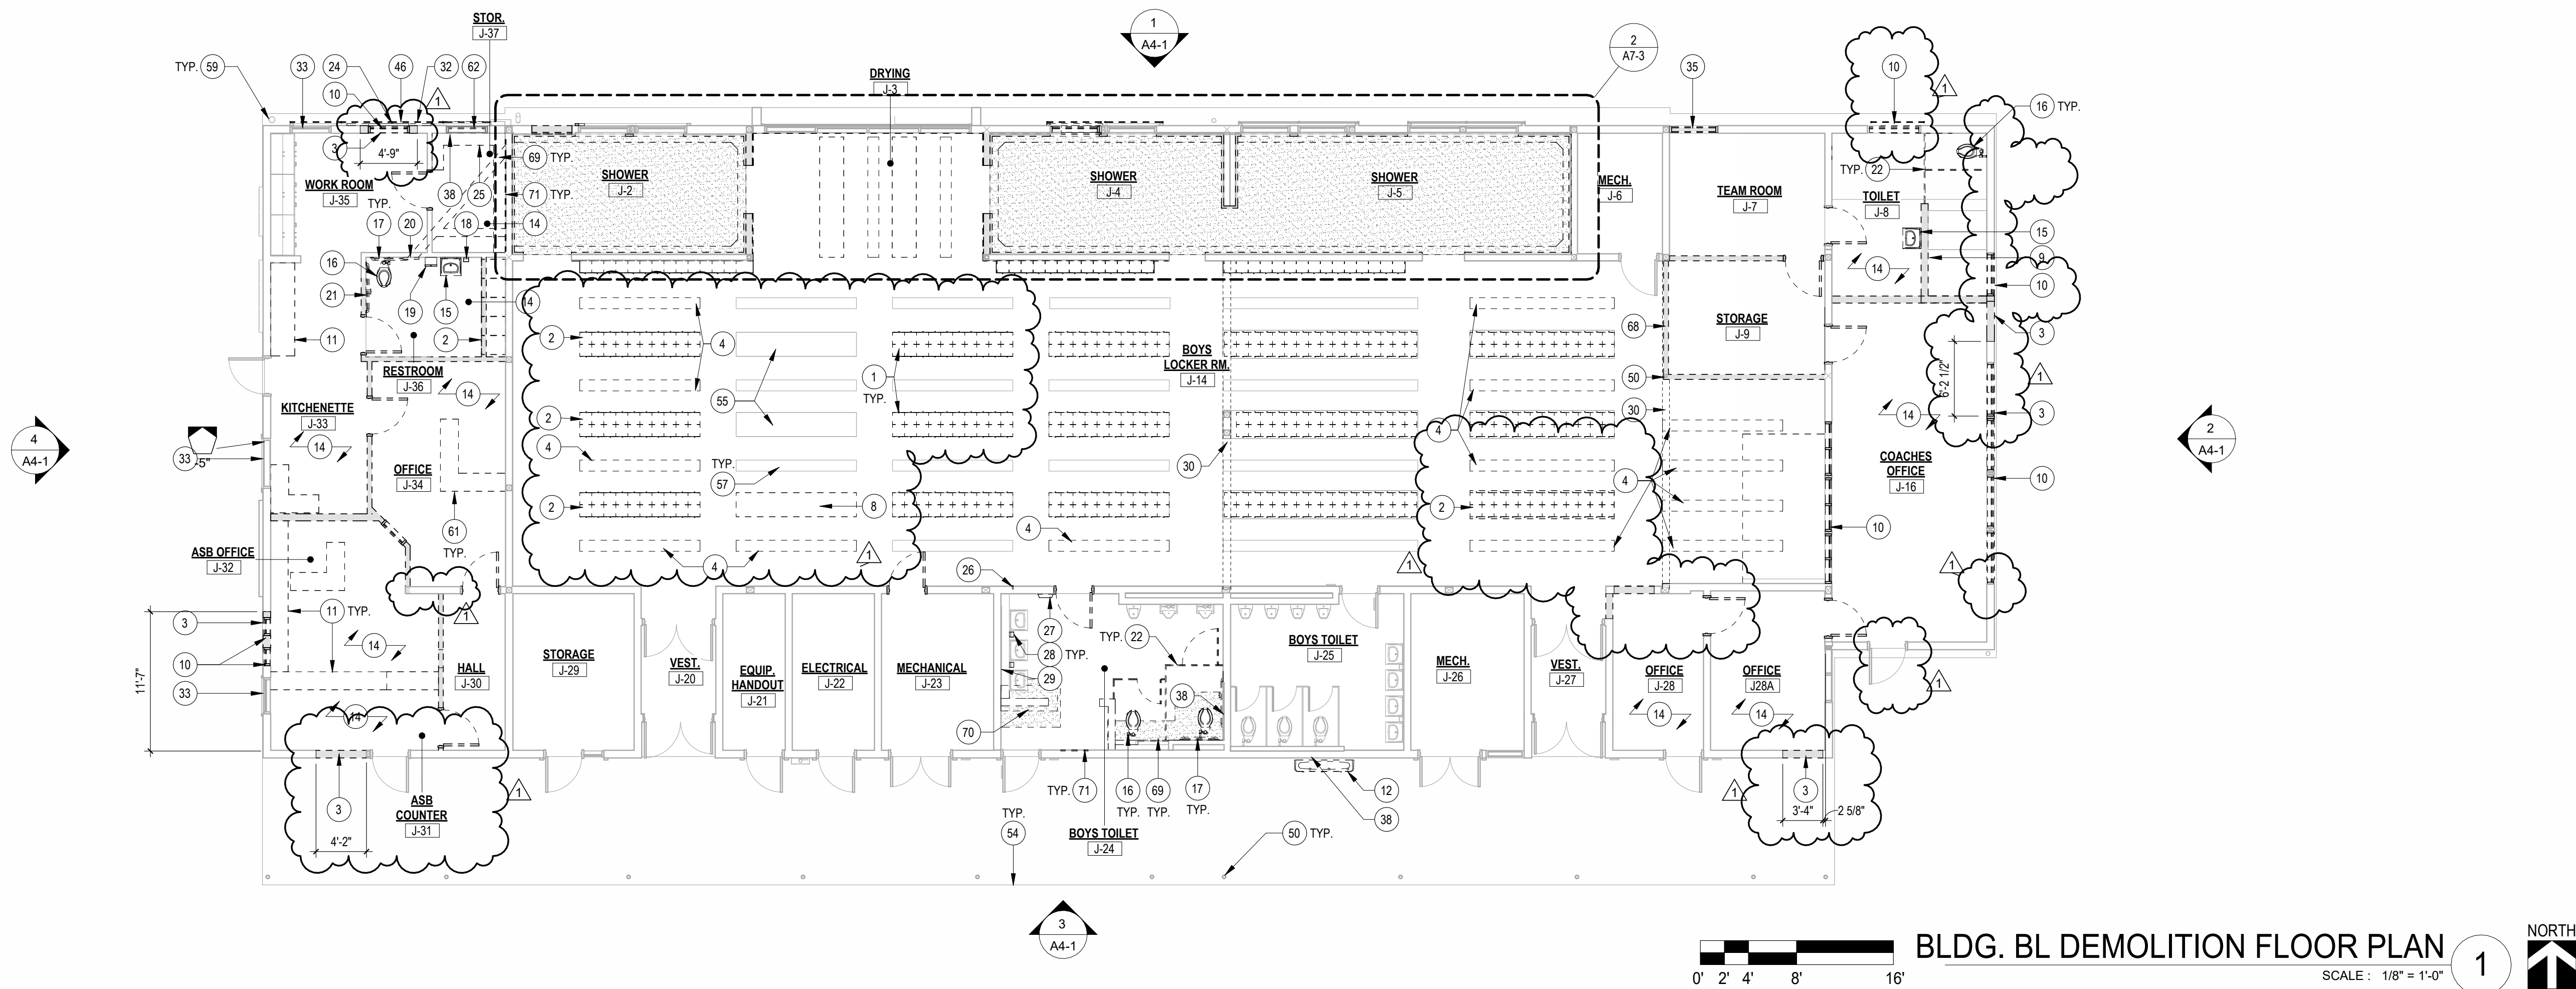 STOR.
J-37
1
A4-1
2
A7-3
TYP. 59
33
24
46
32
62
10
1
DRYING
J-3
35
10
1
16 TYP.
3
4'-9"
WORK ROOM
J-35
38
25
69 TYP.
71 TYP.
14
SHOWER
J-2
SHOWER
J-4
SHOWER
J-5
MECH.
J-6
TEAM ROOM
J-7
TYP. 22
TOILET
J-8
TYP.
17
20
18
16
21
19
15
14
2
11
15
9
14
10
3
RESTROOM
J-36
14
KITCHENETTE
J-33
14
OFFICE
J-34
4
A4-1
33
-5"
61
TYP.
ASB OFFICE
J-32
11 TYP.
14
3
10
33
11'-7"
14
HALL
J-30
1
3
4'-2"
ASB
COUNTER
J-31
1
2
4
55
1
TYP.
2
4
TYP.
57
2
8
4
1
4
BOYS
LOCKER RM.
J-14
30
4
2
4
1
68
STORAGE
J-9
50
30
4
10
14
COACHES
OFFICE
J-16
6'-2 1/2"
1
3
10
2
A4-1
1
1
26
27
28 TYP.
29
70
STORAGE
J-29
VEST.
J-20
EQUIP.
HANDOUT
J-21
ELECTRICAL
J-22
MECHANICAL
J-23
TYP. 22
38
BOYS TOILET
J-25
MECH.
J-26
VEST.
J-27
OFFICE
J-28
14
OFFICE
J28A
14
TYP. 71
16
TYP.
69
TYP.
17
TYP.
12
38
TYP.
54
BOYS TOILET
J-24
50 TYP.
1
3
3'-4"
2 5/8"
3
A4-1
0' 2' 4' 8' 16'
BLDG. BL DEMOLITION FLOOR PLAN
SCALE : 1/8" = 1'-0"
1
NORTH